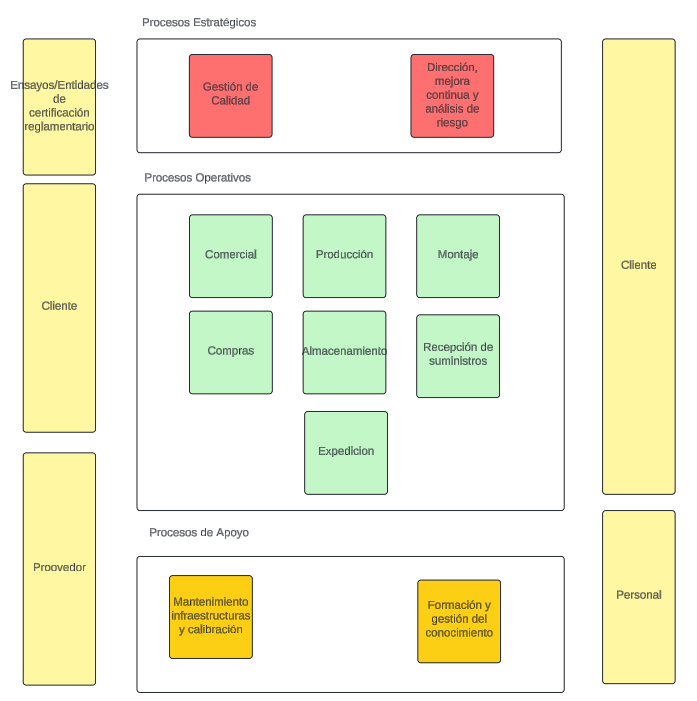 Procesos Estratégicos
Ensayos/Entidades
de
certificación
reglamentario
Gestión de
Calidad
Dirección,
mejora
continua y
análisis de
riesgo
Procesos Operativos
Cliente
Comercial
Producción
Montaje
Cliente
Compras
Almacenamiento
Recepción de
suministros
Expedicion
Procesos de Apoyo
Proovedor
Mantenimiento
infraestructuras
y calibración
Formación y
gestión del
conocimiento
Personal